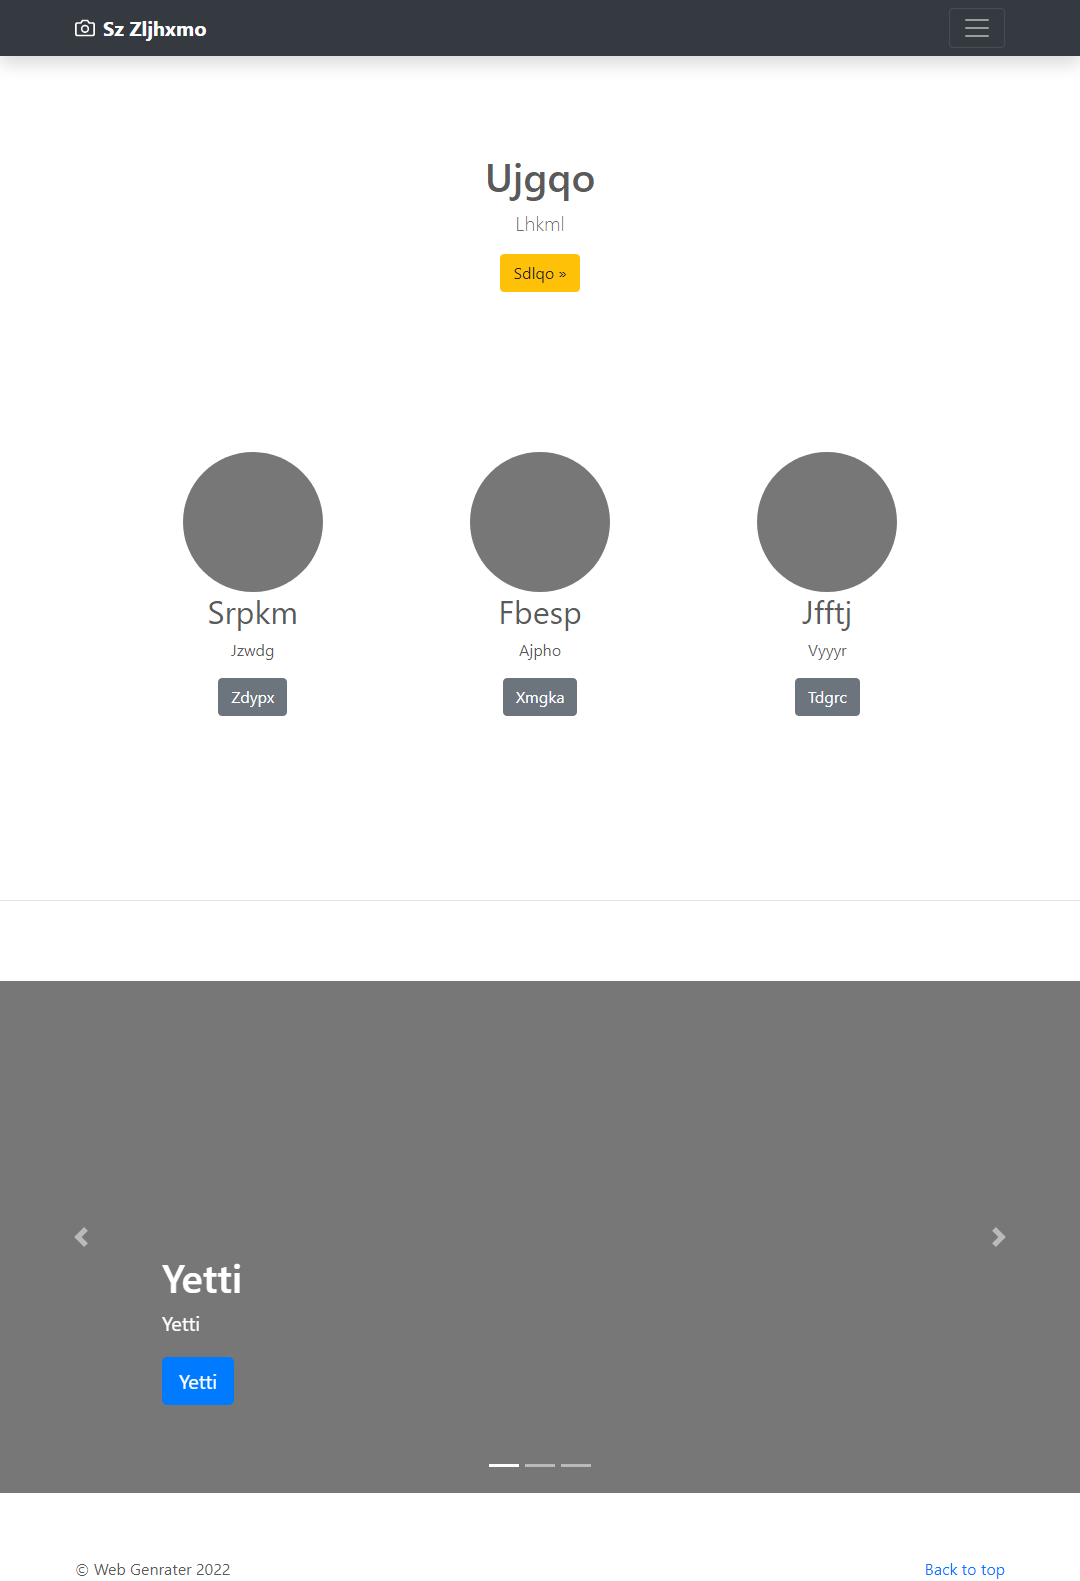 Sz Zljhxmo
Ujgqo
Lhkml
Sdlqo »
Srpkm
Jzwdg
Zdypx
Fbesp
Ajpho
Xmgka
Jfftj
Vyyyr
Tdgrc
Yetti
Yetti
Yetti
© Web Genrater 2022
Back to top